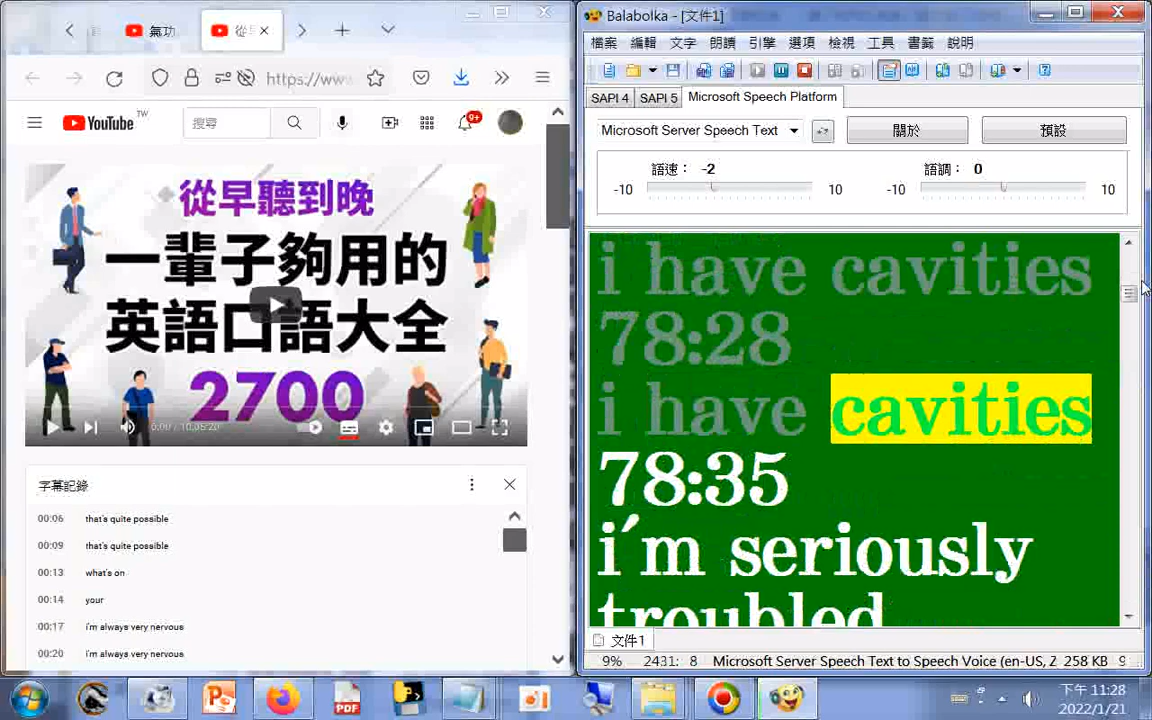 氣功
從
https://www
YouTube
TW
搜尋
9+
從早聽到晚
一輩子夠用的
英語口語大全
2700
0:00 / 10:05:20
字幕記錄
00:06 that's quite possible
00:09 that's quite possible
00:13 what's on
00:14 your
00:17 i'm always very nervous
00:20 i'm always very nervous
Balabolka - [文件1]
檔案 編輯 文字 朗讀 引擎 選項 檢視 工具 書籤 說明
SAPI 4 SAPI 5 Microsoft Speech Platform
Microsoft Server Speech Text 關於 預設
語速： -2 語調： 0
-10 10 -10 10
i have cavities
78:28
i have cavities
78:35
i'm seriously
troubled
文件1
9% 2431: 8 Microsoft Server Speech Text to Speech Voice (en-US, Z 258 KB 9
PDF
下午 11:28
2022/1/21